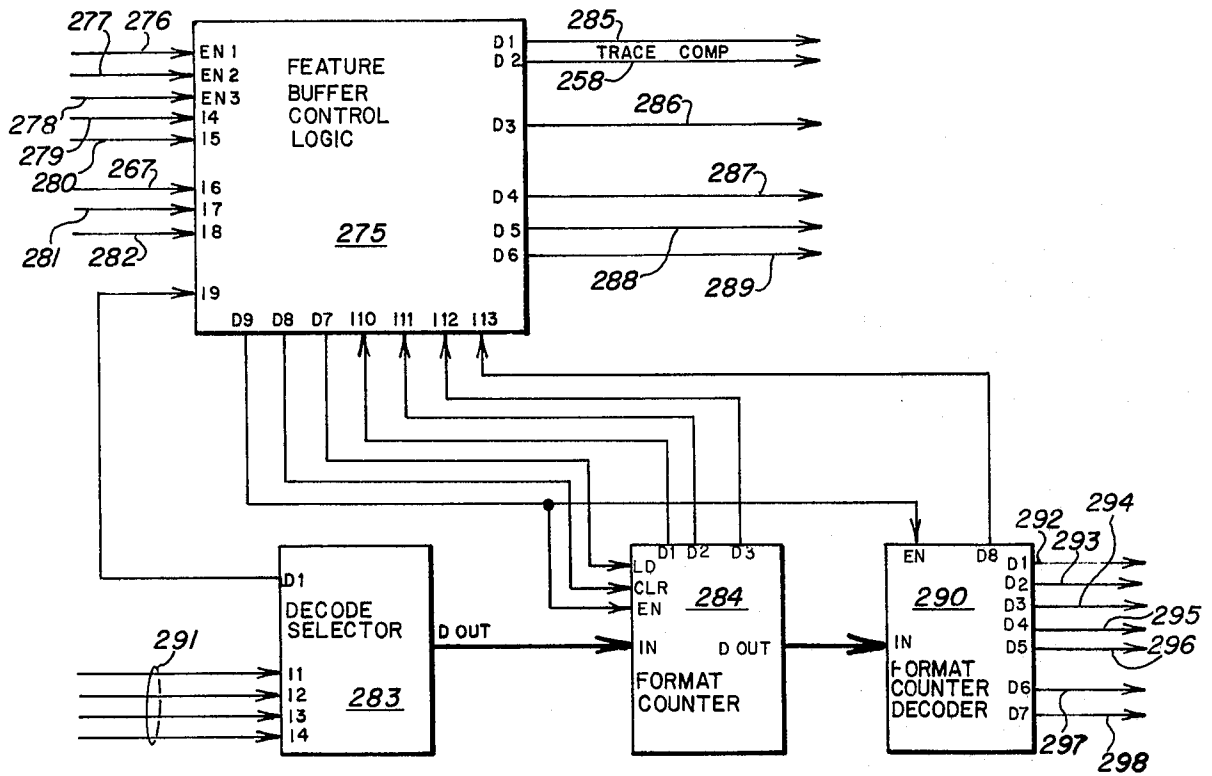 277
276
278
279
280
267
281
282
EN 1
EN 2
EN3
I4
I5
I6
I7
I8
I9
FEATURE
BUFFER
CONTROL
LOGIC
275
D1
D2
D3
D4
D5
D6
285
TRACE COMP
258
286
287
288
289
D9 D8 D7 I10 I11 I12 I13
D1
DECODE
SELECTOR
283
I1
I2
I3
I4
291
D OUT
D1 D2 D3
LD
CLR
EN
284
IN
D OUT
FORMAT
COUNTER
EN
D8
290
IN
FORMAT
COUNTER
DECODER
D1
D2
D3
D4
D5
D6
D7
292
293
294
295
296
297
298